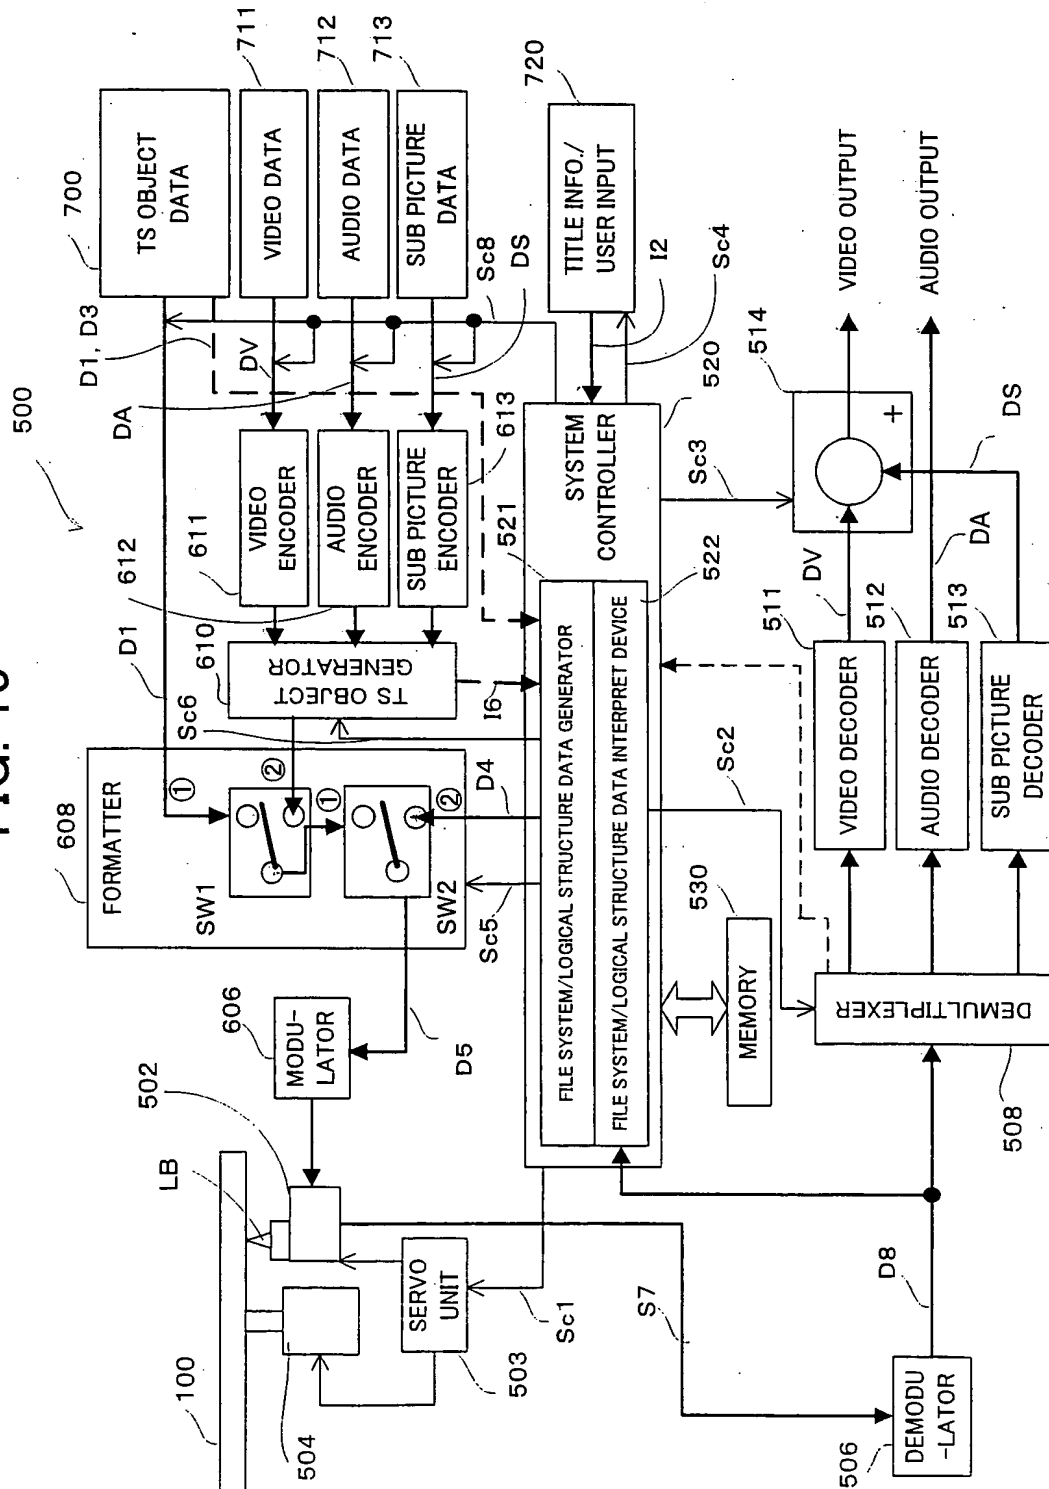 500
D1, D3
700
TS OBJECT
DATA
711
VIDEO DATA
712
AUDIO DATA
713
SUB PICTURE
DATA
DS
Sc8
720
TITLE INFO./
USER INPUT
I2
Sc4
DV
DA
D1
612
611
VIDEO
ENCODER
AUDIO
ENCODER
SUB PICTURE
ENCODER
613
610
TS OBJECT
GENERATOR
Sc6
I6
608
FORMATTER
①
②
SW1
①
②
SW2
D4
Sc5
D5
606
MODU-
LATOR
502
LB
100
504
SERVO
UNIT
503
Sc1
S7
521
SYSTEM
CONTROLLER
520
FILE SYSTEM/LOGICAL STRUCTURE DATA GENERATOR
FILE SYSTEM/LOGICAL STRUCTURE DATA INTERPRET DEVICE
522
530
MEMORY
Sc2
Sc3
514
+
VIDEO OUTPUT
AUDIO OUTPUT
DS
DA
DV
511
VIDEO DECODER
512
AUDIO DECODER
513
SUB PICTURE
DECODER
DEMULTIPLEXER
508
D8
506
DEMODU
-LATOR